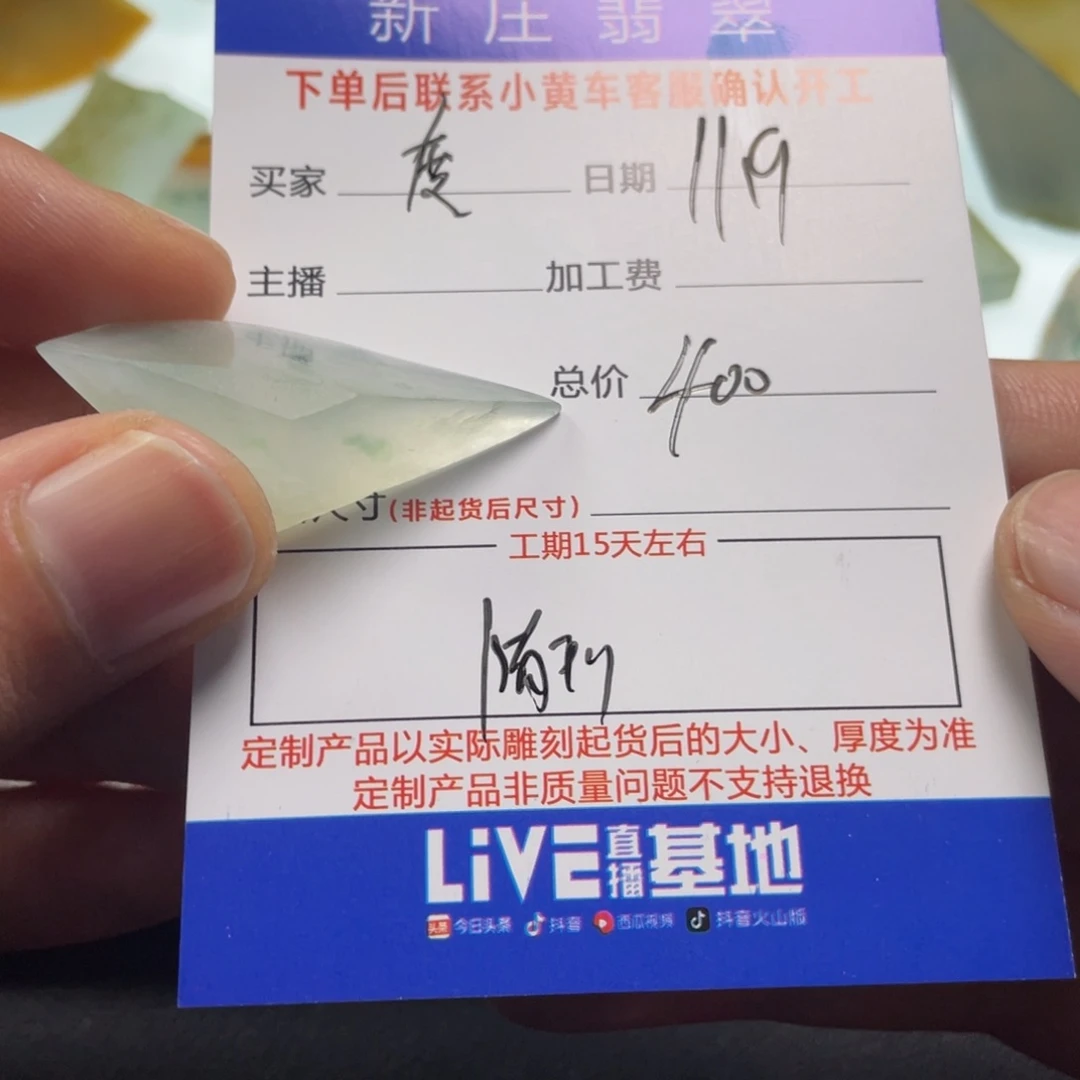 新庄翡翠
下单后联系小黄车客服确认开工
买家 度 日期 119
主播 加工费
总价 400
尺寸(非起货后尺寸)
工期15天左右
随刊
定制产品以实际雕刻起货后的大小、厚度为准
定制产品非质量问题不支持退换
LiVE直播基地
头条 今日头条 抖音 西瓜视频 抖音火山版